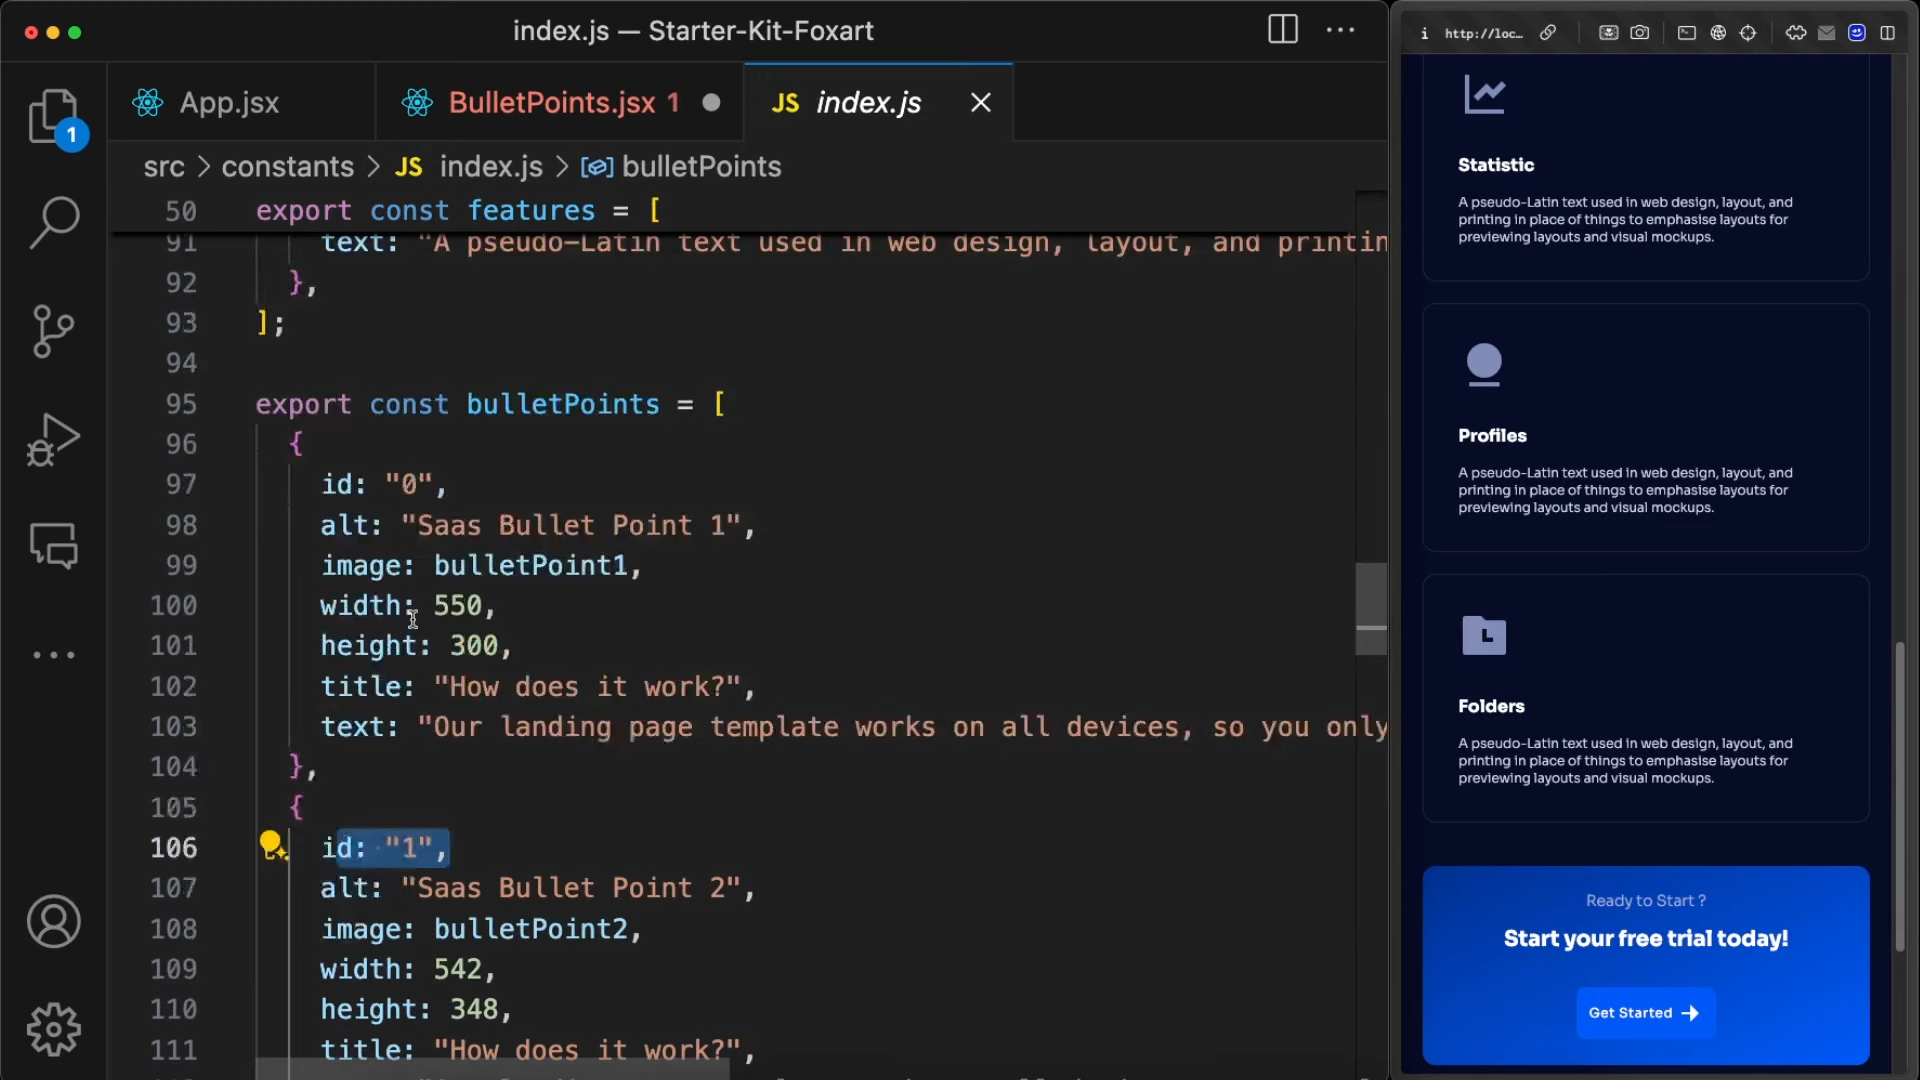 index.js — Starter-Kit-Foxart
App.jsx
BulletPoints.jsx 1
JS index.js
1
src > constants > JS index.js > bulletPoints
50 export const features = [
91 text: "A pseudo-Latin text used in web design, layout, and printin
92 },
93 ];
94
95 export const bulletPoints = [
96 {
97 id: "0",
98 alt: "Saas Bullet Point 1",
99 image: bulletPoint1,
100 width: 550,
101 height: 300,
102 title: "How does it work?",
103 text: "Our landing page template works on all devices, so you only
104 },
105 {
106 id: "1",
107 alt: "Saas Bullet Point 2",
108 image: bulletPoint2,
109 width: 542,
110 height: 348,
111 title: "How does it work?",
http://loc…
Statistic
A pseudo-Latin text used in web design, layout, and
printing in place of things to emphasise layouts for
previewing layouts and visual mockups.
Profiles
A pseudo-Latin text used in web design, layout, and
printing in place of things to emphasise layouts for
previewing layouts and visual mockups.
Folders
A pseudo-Latin text used in web design, layout, and
printing in place of things to emphasise layouts for
previewing layouts and visual mockups.
Ready to Start ?
Start your free trial today!
Get Started